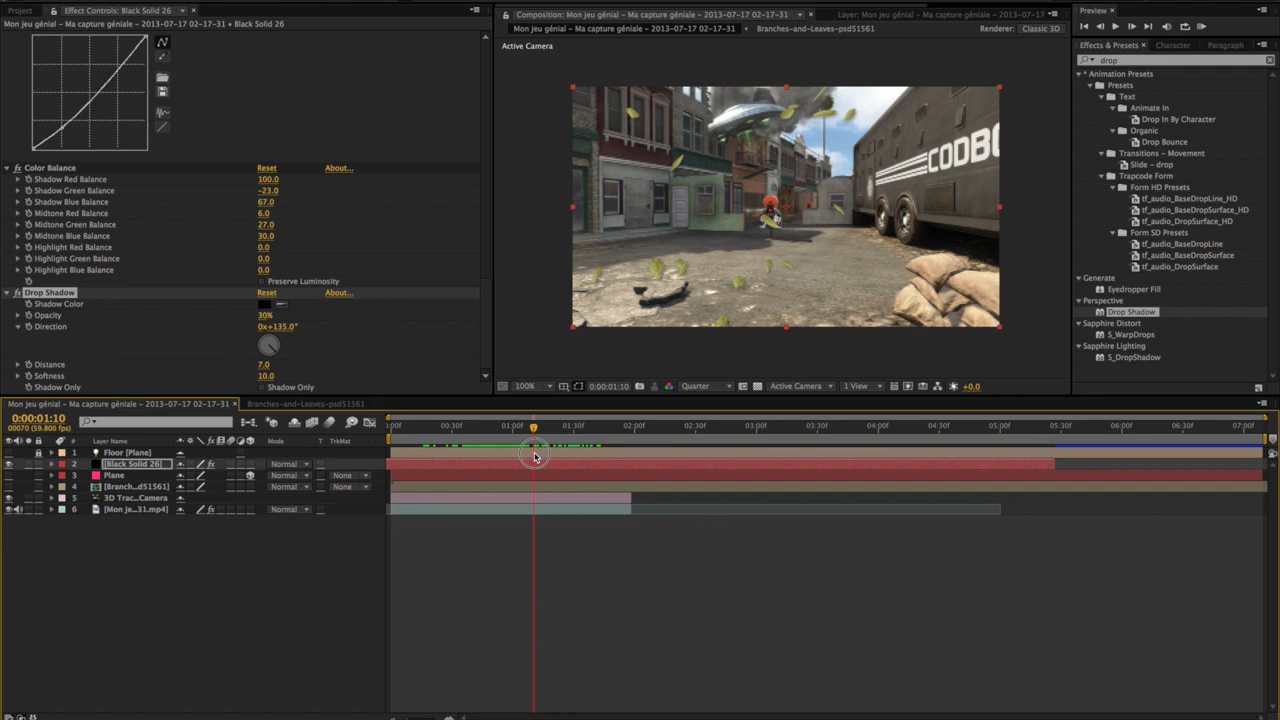 Project
Effect Controls: Black Solid 26
Mon jeu génial – Ma capture géniale – 2013-07-17 02-17-31 • Black Solid 26
Color Balance Reset About...
Shadow Red Balance 100.0
Shadow Green Balance -23.0
Shadow Blue Balance 67.0
Midtone Red Balance 6.0
Midtone Green Balance 27.0
Midtone Blue Balance 30.0
Highlight Red Balance 0.0
Highlight Green Balance 0.0
Highlight Blue Balance 0.0
Preserve Luminosity
Drop Shadow Reset About...
Shadow Color
Opacity 30%
Direction 0x+135.0°
Distance 7.0
Softness 10.0
Shadow Only Shadow Only
Composition: Mon jeu génial – Ma capture géniale – 2013-07-17 02-17-31
Layer: Mon jeu génial – Ma capture géniale – 2013-07-17
Mon jeu génial – Ma capture géniale – 2013-07-17 02-17-31 Branches-and-Leaves-psd51561
Renderer: Classic 3D
Active Camera
CODBO
100% 0:00:01:10 Quarter Active Camera 1 View +0.0
Preview
Effects & Presets Character Paragraph
drop
* Animation Presets
Presets
Text
Animate In
Drop In By Character
Organic
Drop Bounce
Transitions – Movement
Slide – drop
Trapcode Form
Form HD Presets
tf_audio_BaseDropLine_HD
tf_audio_BaseDropSurface_HD
tf_audio_DropSurface_HD
Form SD Presets
tf_audio_BaseDropLine
tf_audio_BaseDropSurface
tf_audio_DropSurface
Generate
Eyedropper Fill
Perspective
Drop Shadow
Sapphire Distort
S_WarpDrops
Sapphire Lighting
S_DropShadow
Mon jeu génial – Ma capture géniale – 2013-07-17 02-17-31 Branches-and-Leaves-psd51561
0:00:01:10
00070 (59.800 fps)
:00f 00:30f 01:00f 01:30f 02:00f 02:30f 03:00f 03:30f 04:00f 04:30f 05:00f 05:30f 06:00f 06:30f 07:00f
# Layer Name Mode T TrkMat
1 Floor [Plane]
2 [Black Solid 26] Normal
3 Plane Normal None
4 [Branch...d51561] Normal None
5 3D Trac...Camera
6 [Mon je...31.mp4] Normal